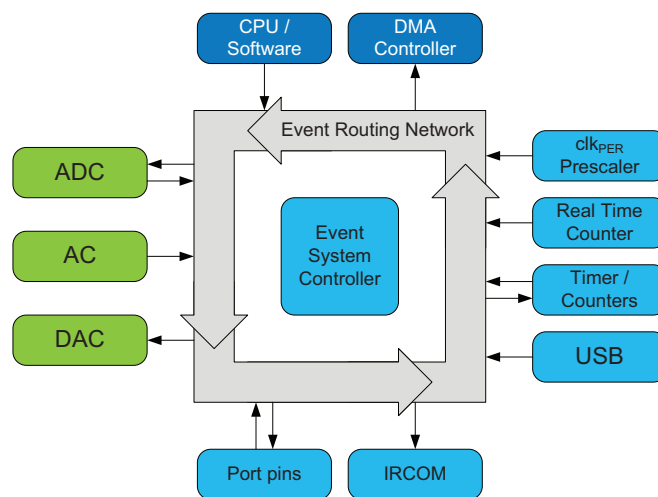 CPU /
Software
DMA
Controller
Event Routing Network
ADC
AC
DAC
Event
System
Controller
clkPER
Prescaler
Real Time
Counter
Timer /
Counters
USB
Port pins
IRCOM